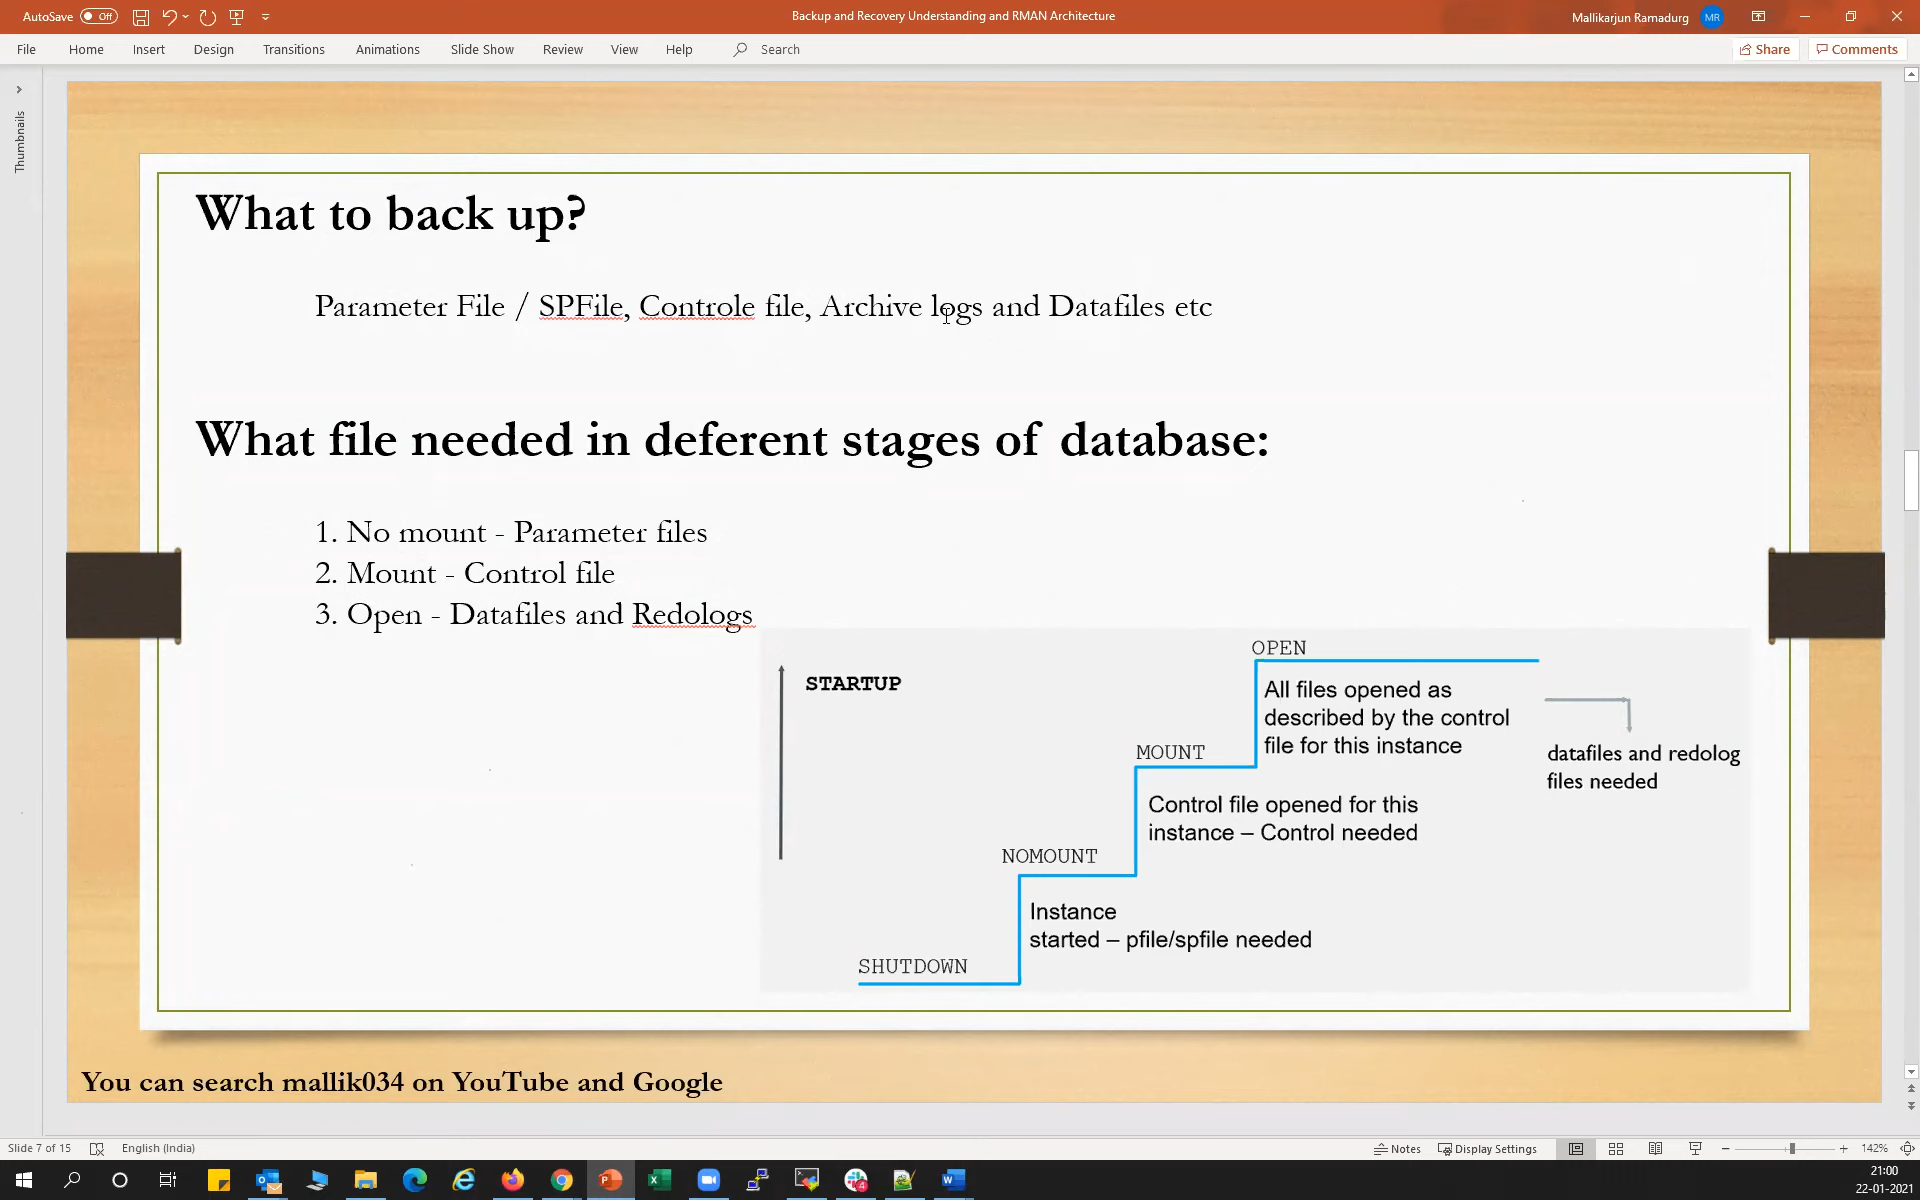 AutoSave Off
Backup and Recovery Understanding and RMAN Architecture
Mallikarjun Ramadurg MR
File Home Insert Design Transitions Animations Slide Show Review View Help Search
Share Comments
Thumbnails
What to back up?
Parameter File / SPFile, Controle file, Archive logs and Datafiles etc
What file needed in deferent stages of database:
1. No mount - Parameter files
2. Mount - Control file
3. Open - Datafiles and Redologs
STARTUP
OPEN
All files opened as
described by the control
file for this instance
datafiles and redolog
files needed
MOUNT
Control file opened for this
instance – Control needed
NOMOUNT
Instance
started – pfile/spfile needed
SHUTDOWN
You can search mallik034 on YouTube and Google
Slide 7 of 15 English (India)
Notes Display Settings 142%
21:00
22-01-2021